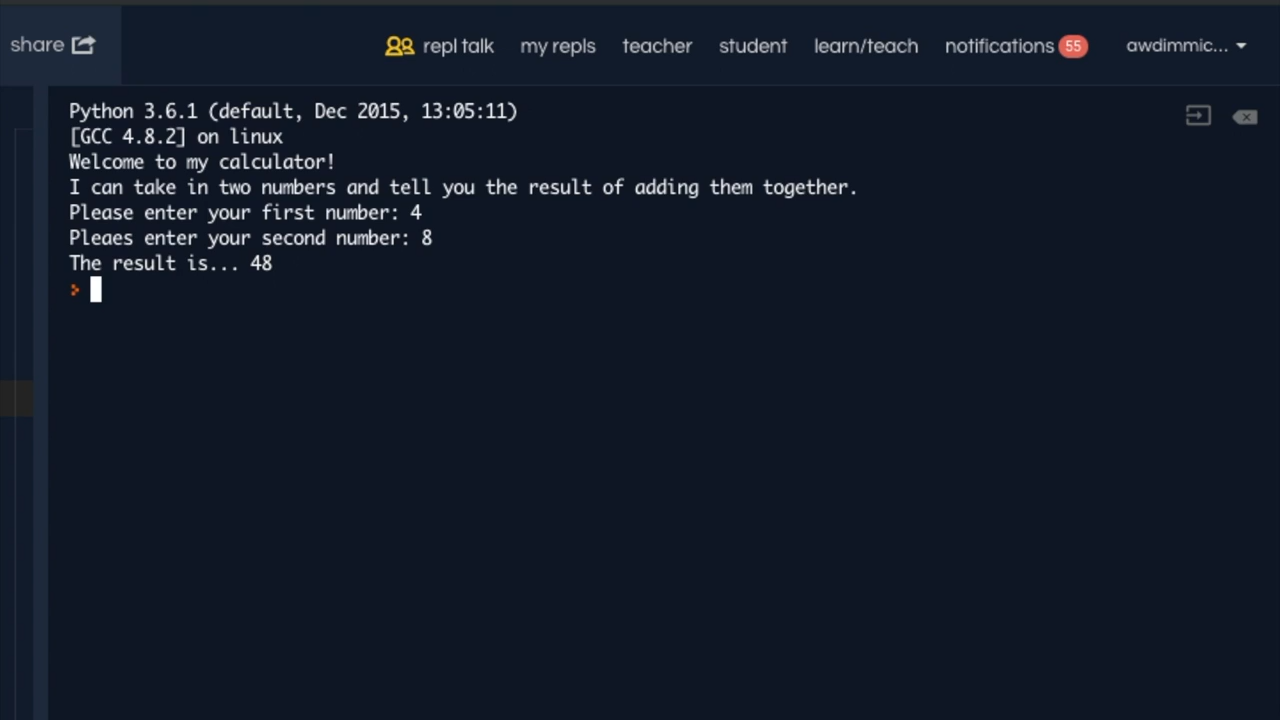 share repl talk my repls teacher student learn/teach notifications 55 awdimmic...
Python 3.6.1 (default, Dec 2015, 13:05:11)
[GCC 4.8.2] on linux
Welcome to my calculator!
I can take in two numbers and tell you the result of adding them together.
Please enter your first number: 4
Pleaes enter your second number: 8
The result is... 48